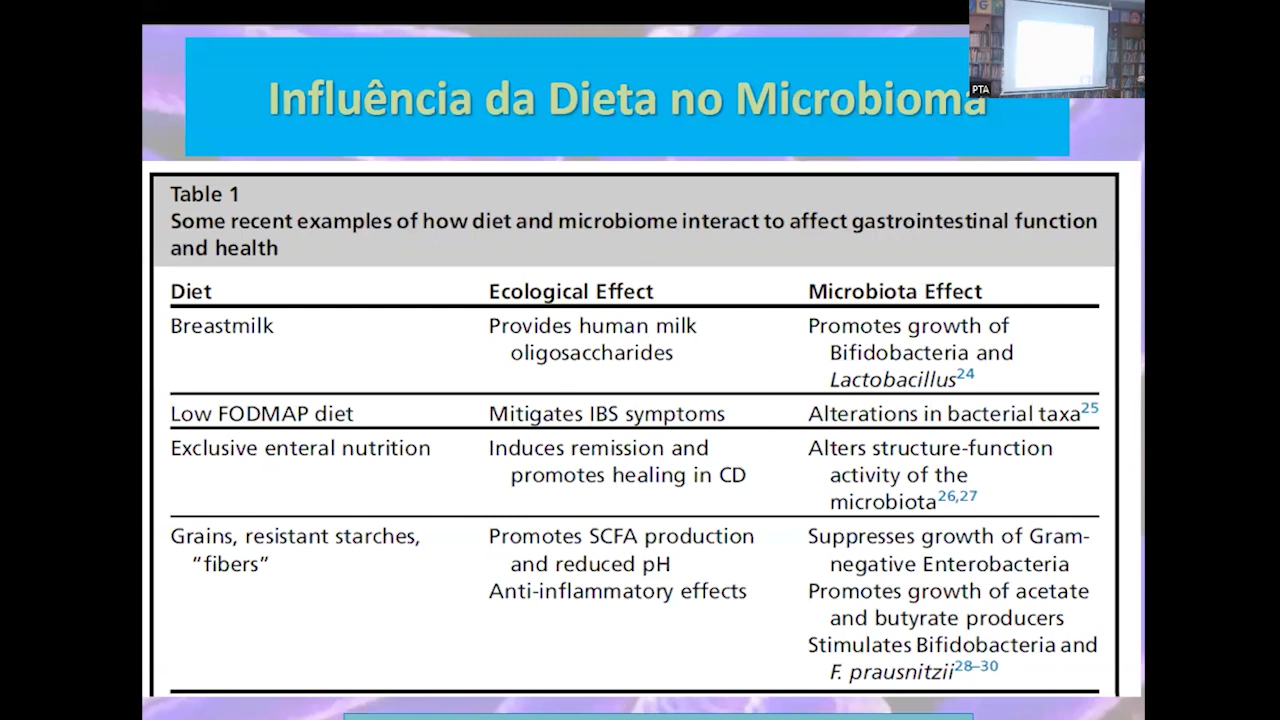 Influência da Dieta no Microbioma
PTA
Table 1
Some recent examples of how diet and microbiome interact to affect gastrointestinal function
and health
Diet Ecological Effect Microbiota Effect
Breastmilk Provides human milk Promotes growth of
oligosaccharides Bifidobacteria and
Lactobacillus24
Low FODMAP diet Mitigates IBS symptoms Alterations in bacterial taxa25
Exclusive enteral nutrition Induces remission and Alters structure-function
promotes healing in CD activity of the
microbiota26,27
Grains, resistant starches, Promotes SCFA production Suppresses growth of Gram-
"fibers" and reduced pH negative Enterobacteria
Anti-inflammatory effects Promotes growth of acetate
and butyrate producers
Stimulates Bifidobacteria and
F. prausnitzii28–30